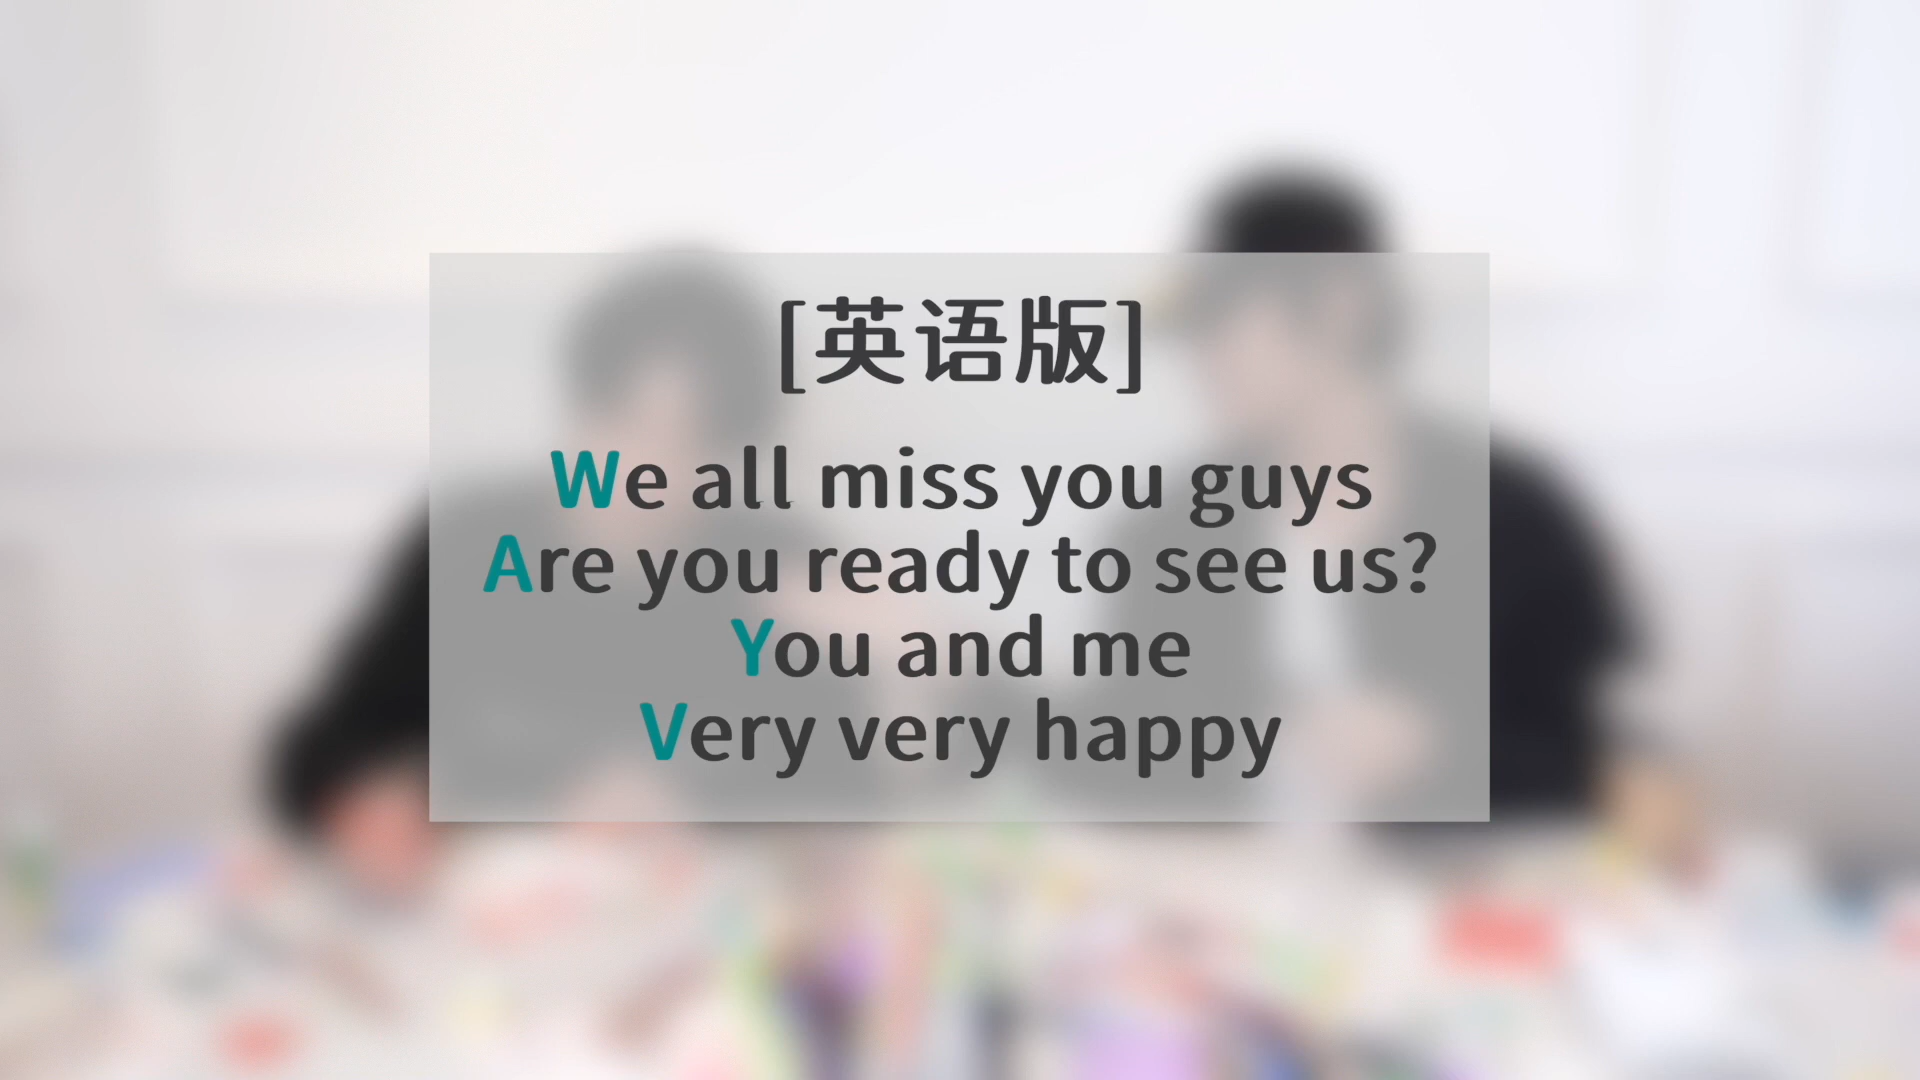 [英语版]
We all miss you guys
Are you ready to see us?
You and me
Very very happy